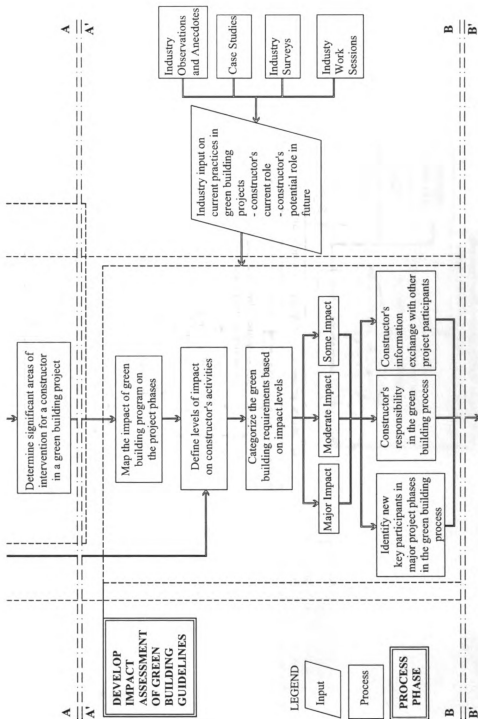 A
A'
A
A'
Determine significant areas of
intervention for a constructor
in a green building project
DEVELOP
IMPACT
ASSESSMENT
OF GREEN
BUILDING
GUIDELINES
Map the impact of green
building program on
the project phases
Define levels of impact
on constructor's activities
Categorize the green
building requirements based
on impact levels
Major Impact
Moderate Impact
Some Impact
Identify new
key participants in
major project phases
in the green building
process
Constructor's
responsibility
in the green
building process
Constructor's
information
exchange with other
project participants
Industry input on
current practices in
green building
projects
- constructor's
current role
- constructor's
potential role in
future
Industry
Observations
and Anecdotes
Case Studies
Industry
Surveys
Industy
Work
Sessions
LEGEND
Input
Process
PROCESS
PHASE
B
B'
B
B'